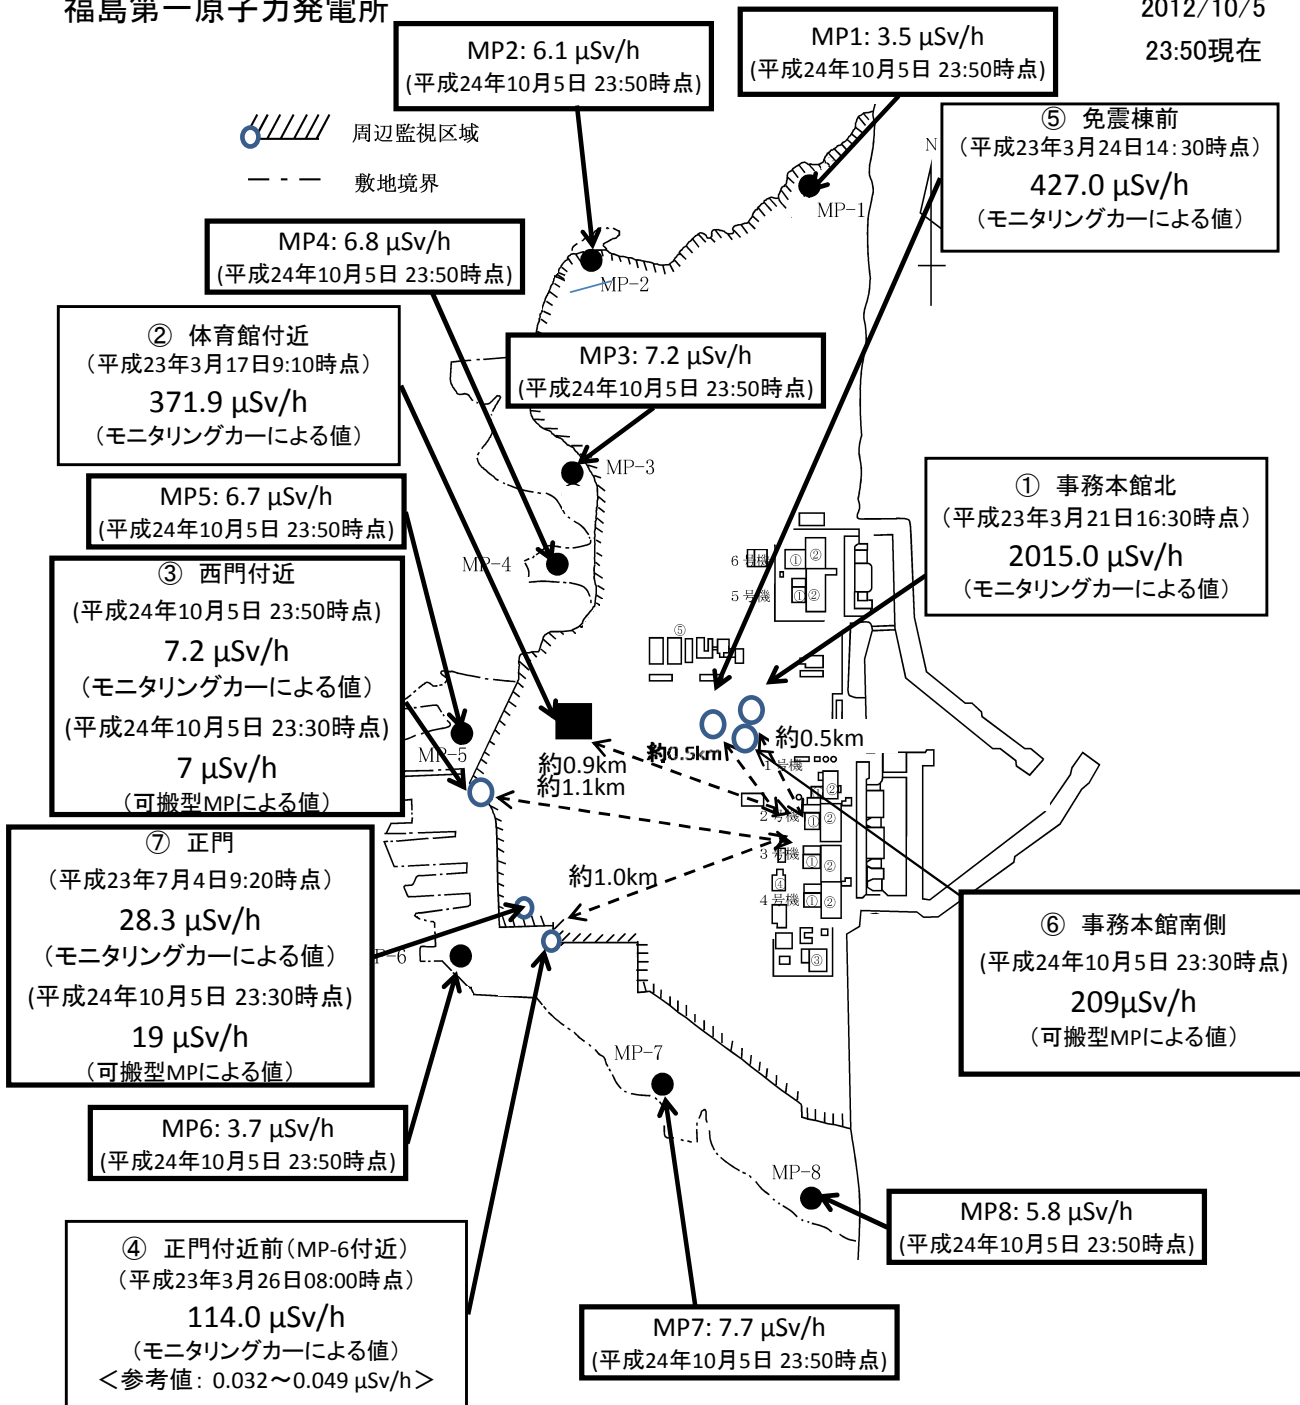 福島第一原子力発電所
2012/10/5
23:50現在
MP2: 6.1 μSv/h
(平成24年10月5日 23:50時点)
MP1: 3.5 μSv/h
(平成24年10月5日 23:50時点)
周辺監視区域
敷地境界
⑤ 免震棟前
(平成23年3月24日14:30時点)
427.0 μSv/h
(モニタリングカーによる値)
N
MP-1
MP4: 6.8 μSv/h
(平成24年10月5日 23:50時点)
MP-2
② 体育館付近
(平成23年3月17日9:10時点)
371.9 μSv/h
(モニタリングカーによる値)
MP3: 7.2 μSv/h
(平成24年10月5日 23:50時点)
MP-3
MP5: 6.7 μSv/h
(平成24年10月5日 23:50時点)
① 事務本館北
(平成23年3月21日16:30時点)
2015.0 μSv/h
(モニタリングカーによる値)
MP-4
6号機
① ②
5号機
① ②
③ 西門付近
(平成24年10月5日 23:50時点)
7.2 μSv/h
(モニタリングカーによる値)
(平成24年10月5日 23:30時点)
7 μSv/h
(可搬型MPによる値)
⑤
MP-5
約0.9km
約1.1km
約0.5km
約0.5km
1号機
②
2号機
① ②
3号機
① ②
④
4号機
① ②
③
約1.0km
⑦ 正門
(平成23年7月4日9:20時点)
28.3 μSv/h
(モニタリングカーによる値)
(平成24年10月5日 23:30時点)
19 μSv/h
(可搬型MPによる値)
P-6
⑥ 事務本館南側
(平成24年10月5日 23:30時点)
209μSv/h
(可搬型MPによる値)
MP-7
MP6: 3.7 μSv/h
(平成24年10月5日 23:50時点)
MP-8
MP8: 5.8 μSv/h
(平成24年10月5日 23:50時点)
④ 正門付近前(MP-6付近)
(平成23年3月26日08:00時点)
114.0 μSv/h
(モニタリングカーによる値)
<参考値: 0.032～0.049 μSv/h>
MP7: 7.7 μSv/h
(平成24年10月5日 23:50時点)